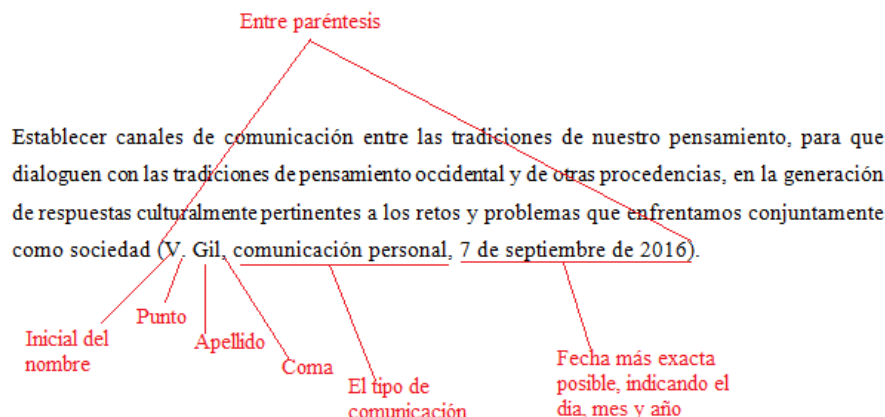 Entre paréntesis
Establecer canales de comunicación entre las tradiciones de nuestro pensamiento, para que
dialoguen con las tradiciones de pensamiento occidental y de otras procedencias, en la generación
de respuestas culturalmente pertinentes a los retos y problemas que enfrentamos conjuntamente
como sociedad (V. Gil, comunicación personal, 7 de septiembre de 2016).
Inicial del
nombre
Punto
Apellido
Coma
El tipo de
comunicación
Fecha más exacta
posible, indicando el
día, mes y año